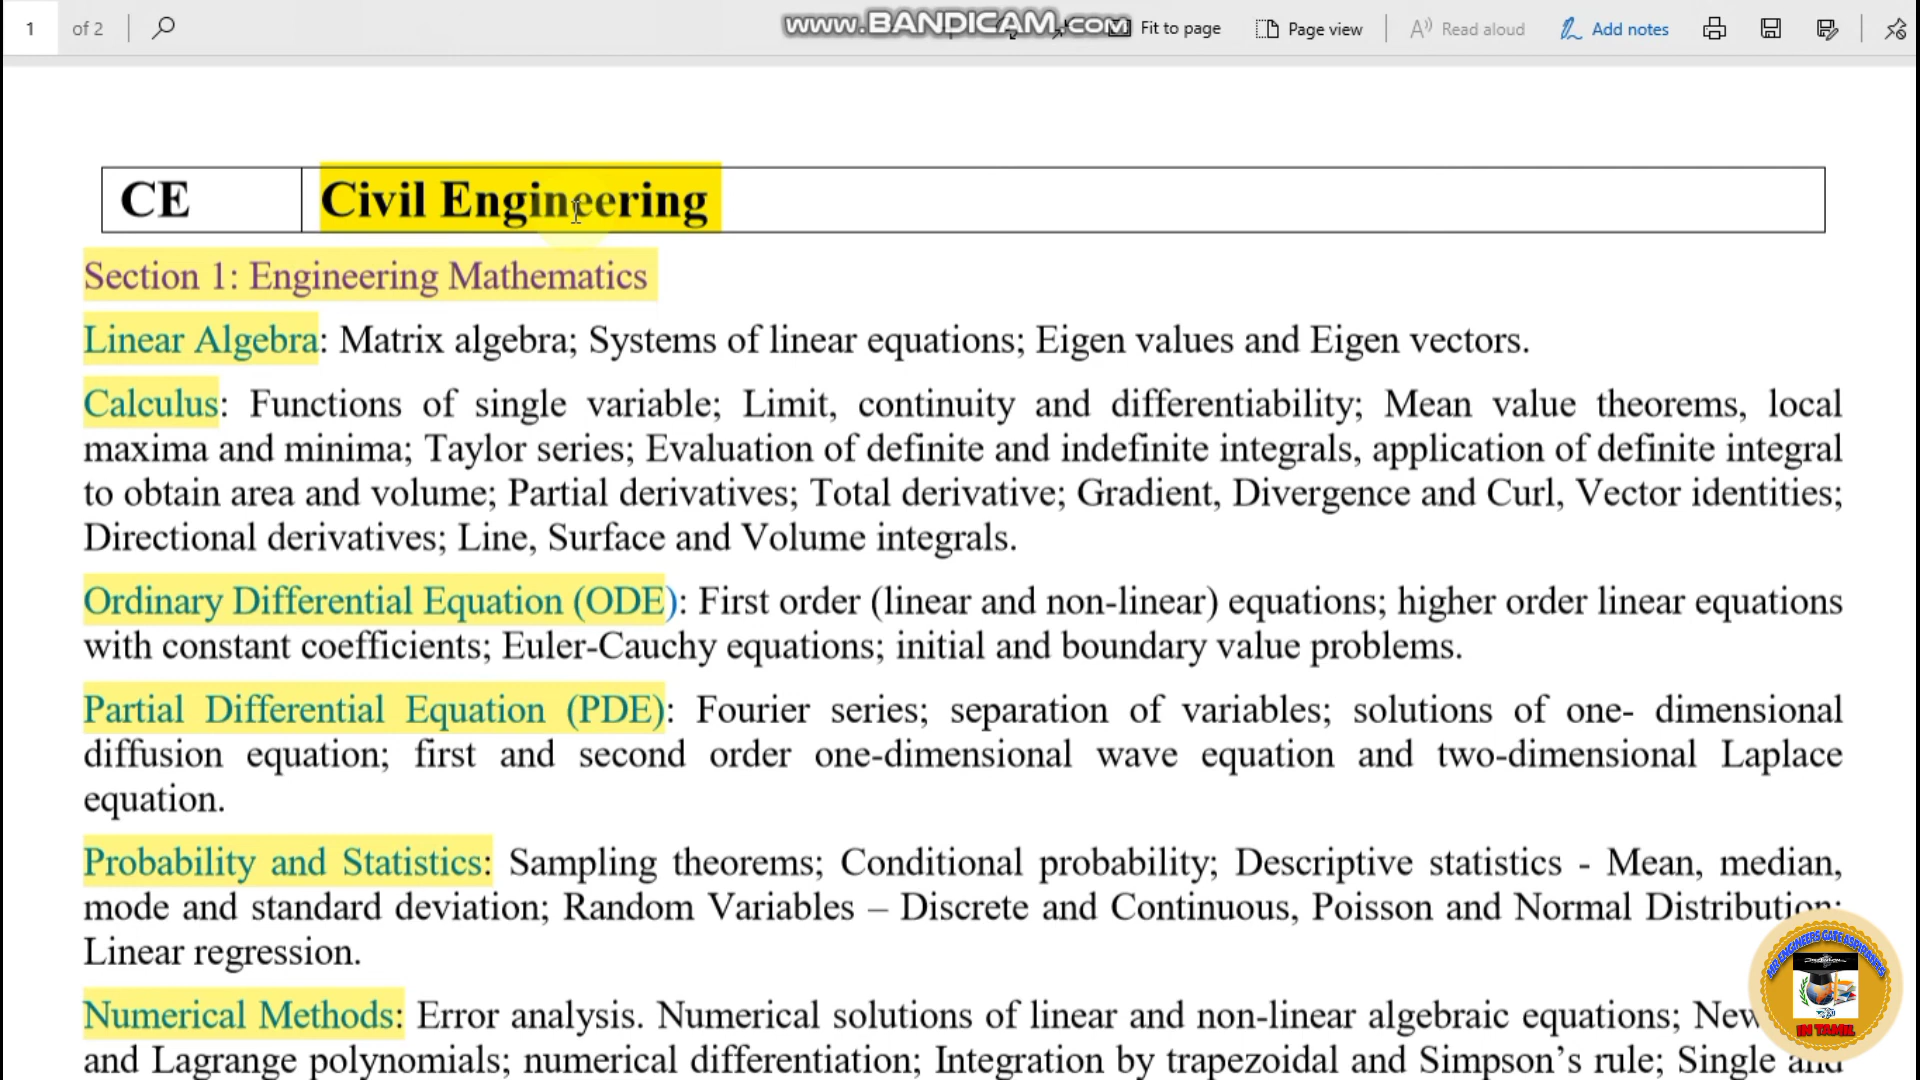 1 of 2
www.BANDICAM.com
Fit to page
Page view
Read aloud
Add notes
CE Civil Engineering
Section 1: Engineering Mathematics
Linear Algebra: Matrix algebra; Systems of linear equations; Eigen values and Eigen vectors.
Calculus: Functions of single variable; Limit, continuity and differentiability; Mean value theorems, local
maxima and minima; Taylor series; Evaluation of definite and indefinite integrals, application of definite integral
to obtain area and volume; Partial derivatives; Total derivative; Gradient, Divergence and Curl, Vector identities;
Directional derivatives; Line, Surface and Volume integrals.
Ordinary Differential Equation (ODE): First order (linear and non-linear) equations; higher order linear equations
with constant coefficients; Euler-Cauchy equations; initial and boundary value problems.
Partial Differential Equation (PDE): Fourier series; separation of variables; solutions of one- dimensional
diffusion equation; first and second order one-dimensional wave equation and two-dimensional Laplace
equation.
Probability and Statistics: Sampling theorems; Conditional probability; Descriptive statistics - Mean, median,
mode and standard deviation; Random Variables – Discrete and Continuous, Poisson and Normal Distribution;
Linear regression.
Numerical Methods: Error analysis. Numerical solutions of linear and non-linear algebraic equations; New
and Lagrange polynomials; numerical differentiation; Integration by trapezoidal and Simpson's rule; Single and
ENGINEERS GATE ASPIRANTS
IN TAMIL